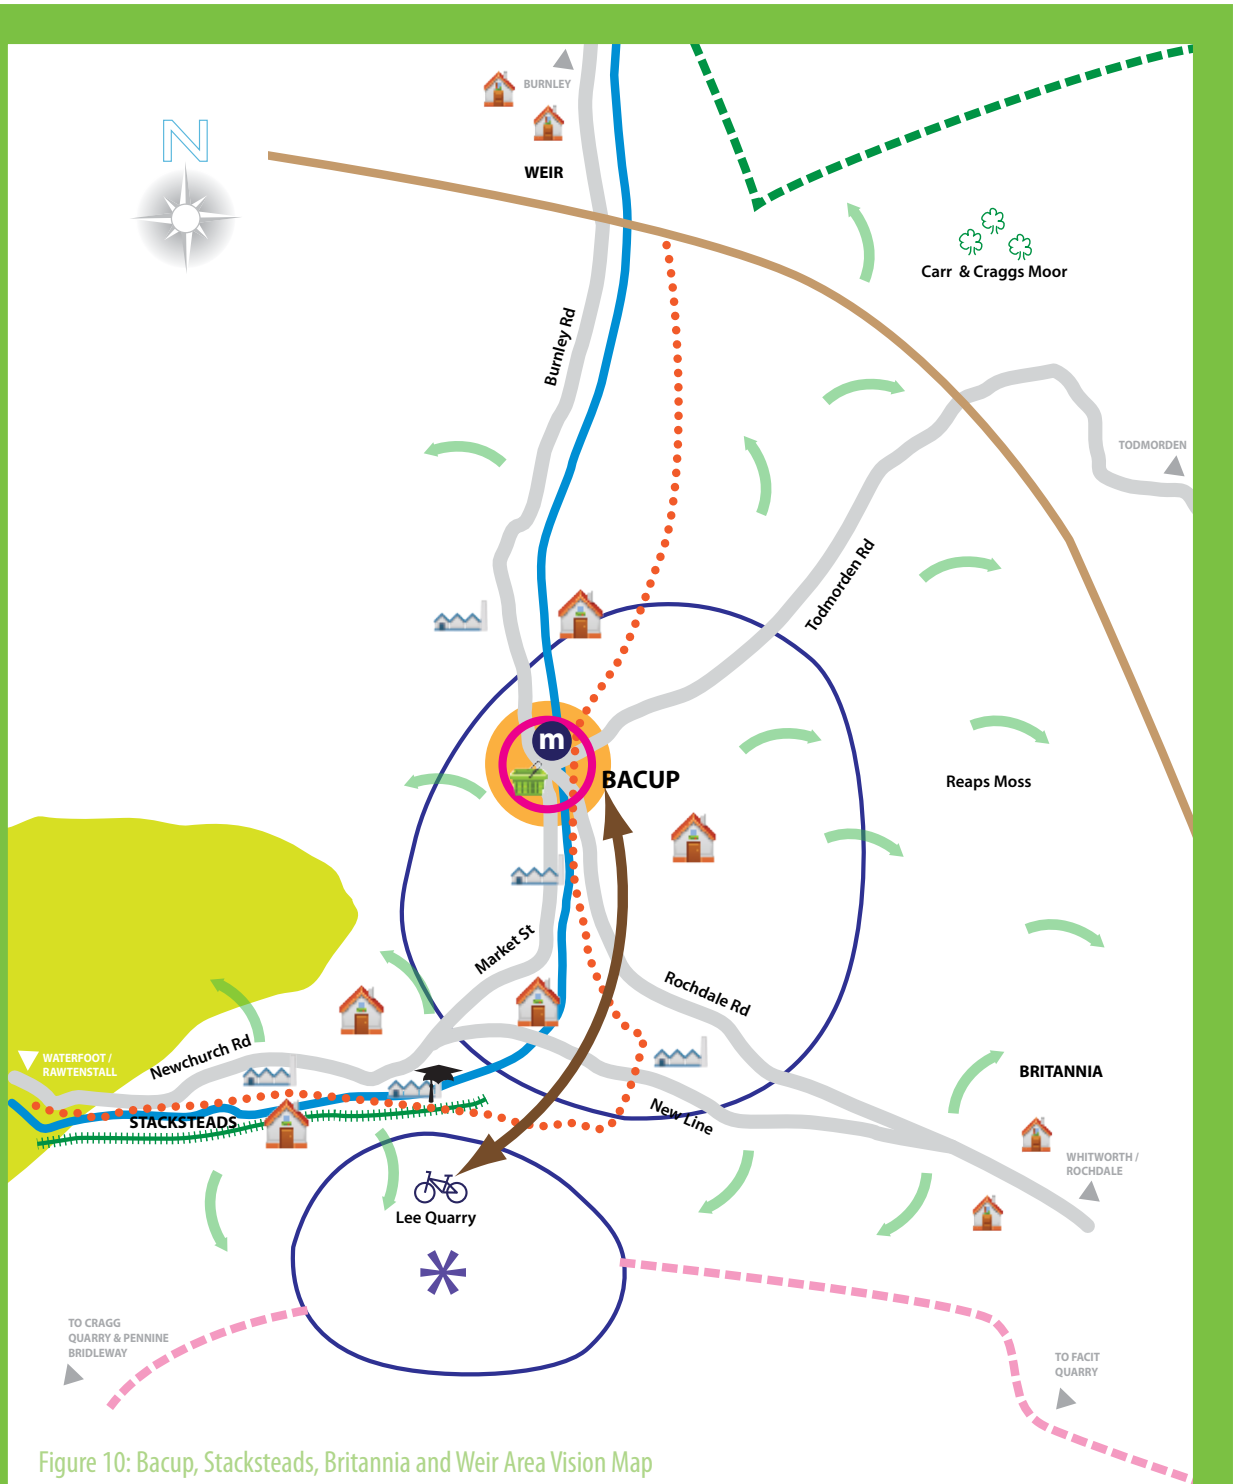 BURNLEY
N
WEIR
Carr & Craggs Moor
Burnley Rd
TODMORDEN
Todmorden Rd
m
BACUP
Reaps Moss
Market St
Rochdale Rd
Newchurch Rd
WATERFOOT /
RAWTENSTALL
BRITANNIA
STACKSTEADS
New Line
WHITWORTH /
ROCHDALE
Lee Quarry
TO CRAGG
QUARRY & PENNINE
BRIDLEWAY
TO FACIT
QUARRY
Figure 10: Bacup, Stacksteads, Britannia and Weir Area Vision Map